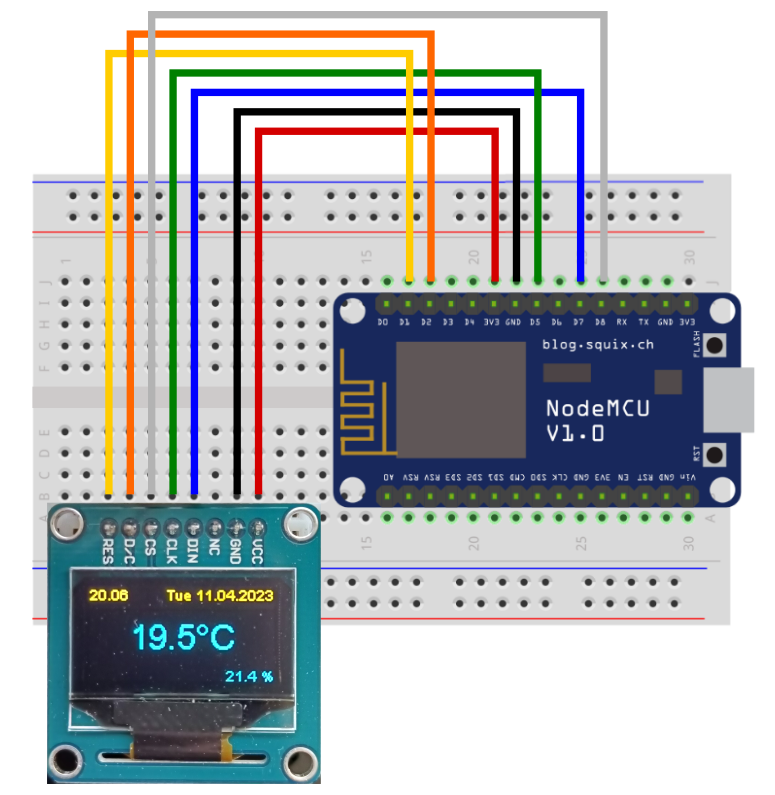 1 10 15 20 25 30
J J
I
H
G
F
D0 D1 D2 D3 D4 3V3 GND D5 D6 D7 D8 RX TX GND 3V3
blog.squix.ch
FLASH
NodeMCU
V1.0
RST
E
D
C
B
A A
A0 RSV RSV SD3 SD2 SD1 CMD SD0 CLK GND 3V3 EN RST GND Vin
15 20 25 30
RES D/C CS CLK DIN NC GND VCC
20.06 Tue 11.04.2023
19.5°C
21.4 %